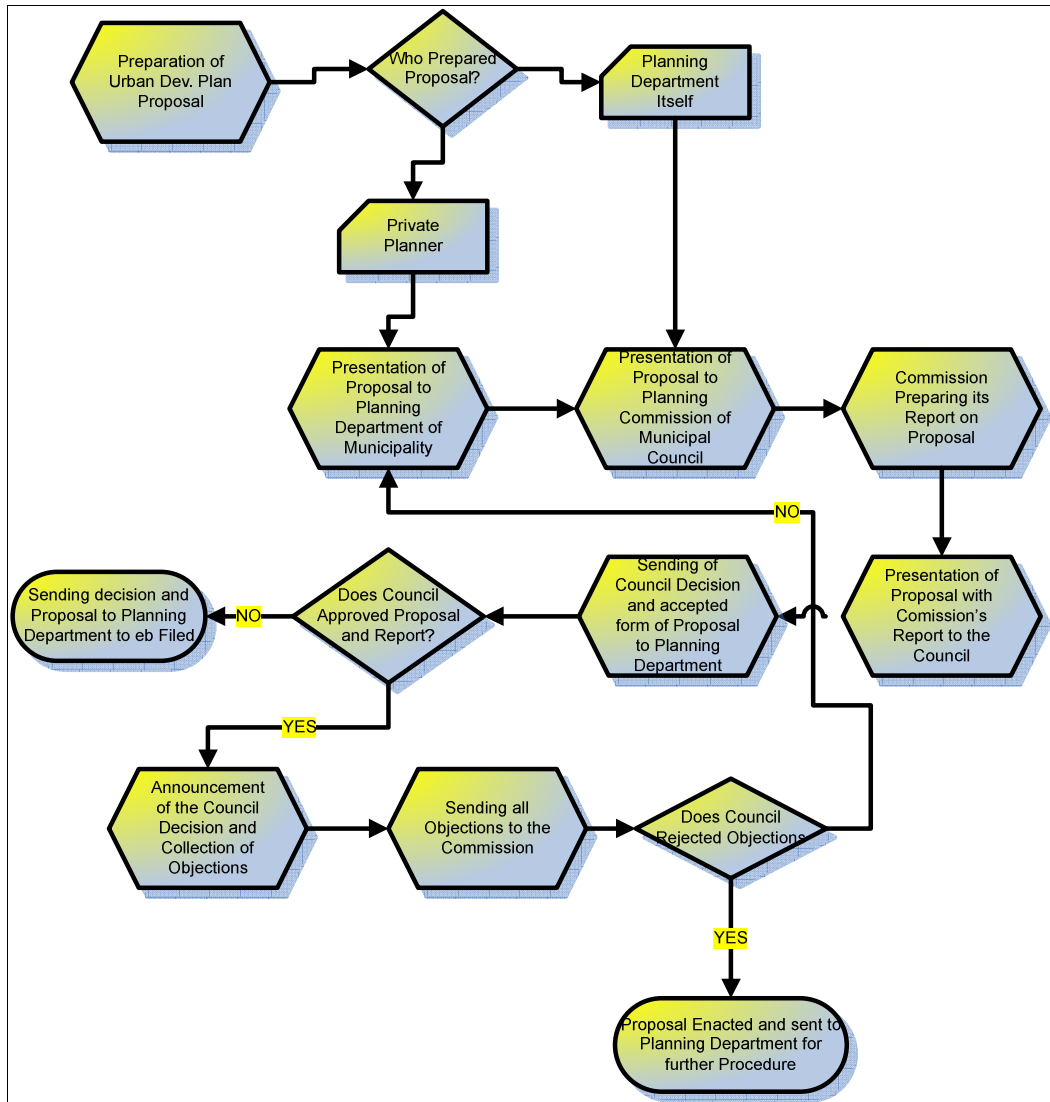 Preparation of
Urban Dev. Plan
Proposal
Who Prepared
Proposal?
Planning
Department
Itself
Private
Planner
Presentation of
Proposal to
Planning
Department of
Municipality
Presentation of
Proposal to
Planning
Commission of
Municipal
Council
Commission
Preparing its
Report on
Proposal
NO
Sending decision and
Proposal to Planning
Department to eb Filed
NO
Does Council
Approved Proposal
and Report?
Sending of
Council Decision
and accepted
form of Proposal
to Planning
Department
Presentation of
Proposal with
Comission’s
Report to the
Council
YES
Announcement
of the Council
Decision and
Collection of
Objections
Sending all
Objections to the
Commission
Does Council
Rejected Objections
YES
Proposal Enacted and sent to
Planning Department for
further Procedure